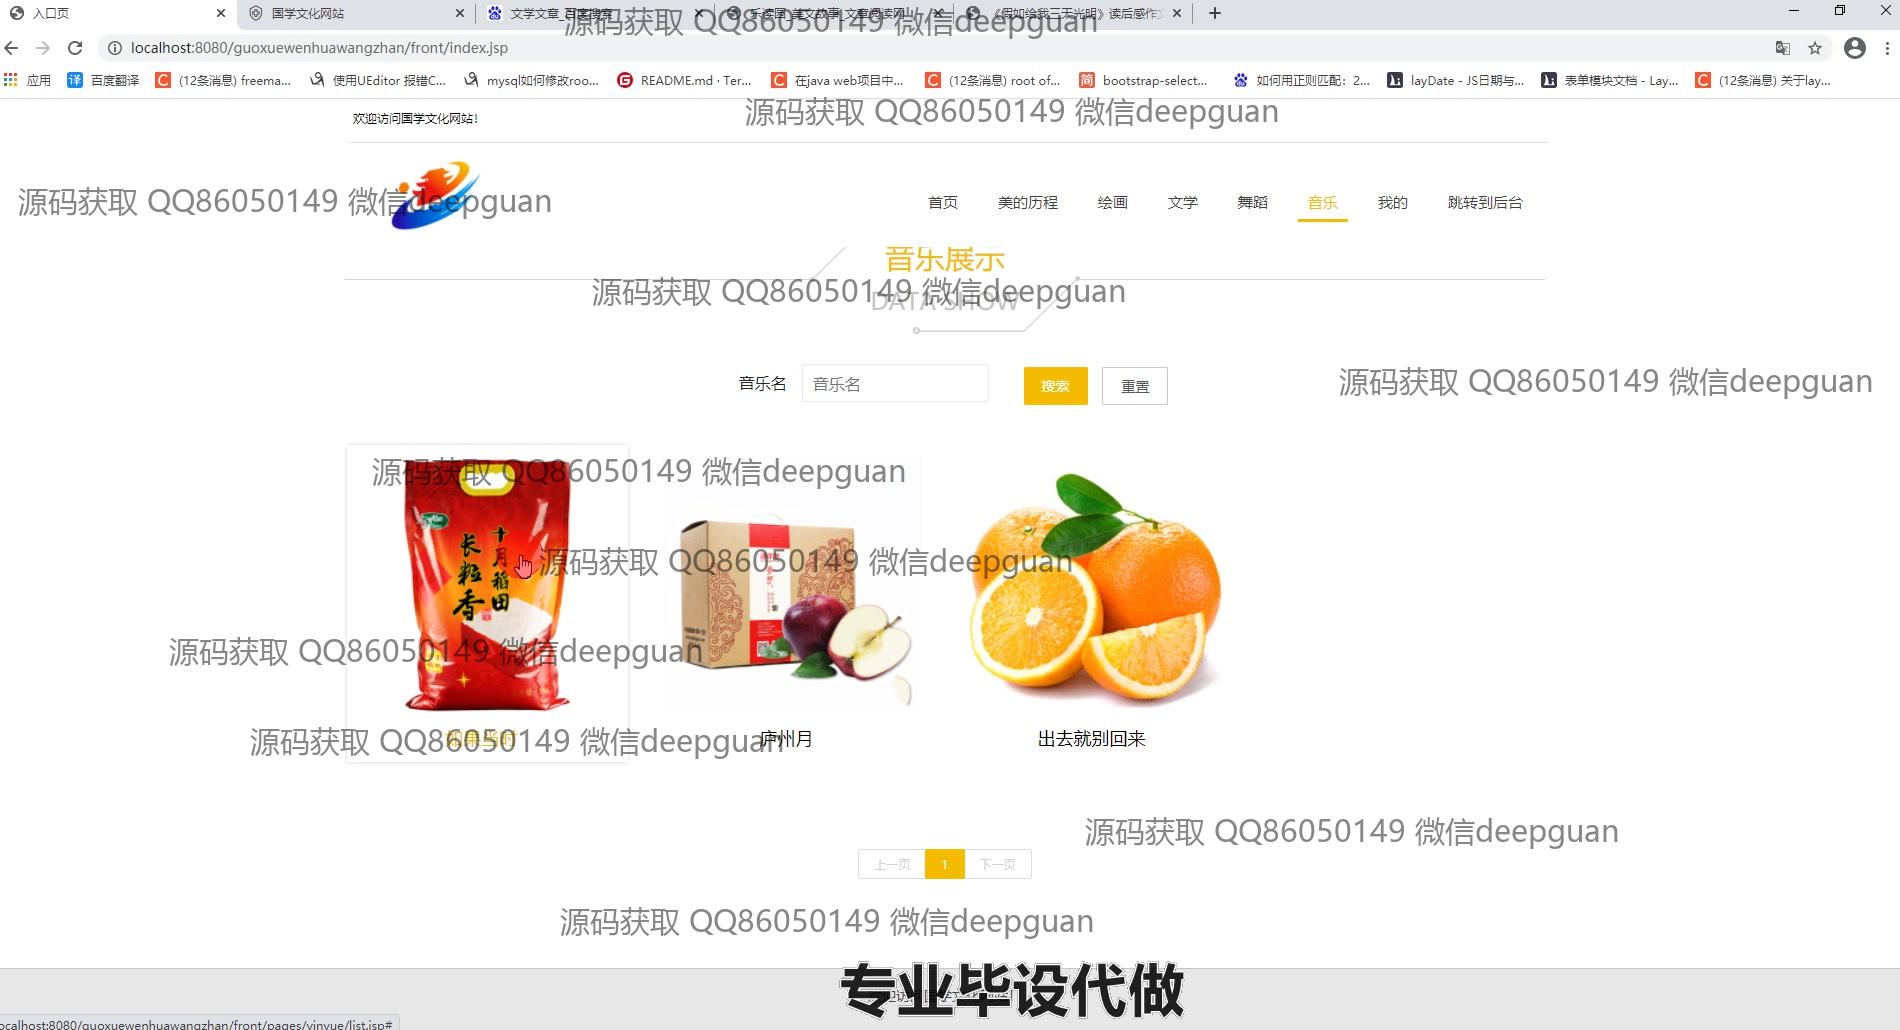 入口页
国学文化网站
文学文章_百度搜索
乐读园_美文故事_文章阅读网
《假如给我三天光明》读后感作文
源码获取 QQ86050149 微信deepguan
localhost:8080/guoxuewenhuawangzhan/front/index.jsp
应用
百度翻译
(12条消息) freema...
使用UEditor 报错C...
mysql如何修改roo...
README.md · Ter...
在java web项目中...
(12条消息) root of...
bootstrap-select...
如何用正则匹配：2...
layDate - JS日期与...
表单模块文档 - Lay...
(12条消息) 关于lay...
源码获取 QQ86050149 微信deepguan
欢迎访问国学文化网站!
源码获取 QQ86050149 微信deepguan
首页
美的历程
绘画
文学
舞蹈
音乐
我的
跳转到后台
音乐展示
源码获取 QQ86050149 微信deepguan
DATA SHOW
音乐名
音乐名
搜索
重置
源码获取 QQ86050149 微信deepguan
源码获取 QQ86050149 微信deepguan
十月稻田
长粒香
源码获取 QQ86050149 微信deepguan
源码获取 QQ86050149 微信deepguan
源码获取 QQ86050149 微信deepguan
如果当时
庐州月
出去就别回来
源码获取 QQ86050149 微信deepguan
上一页
1
下一页
源码获取 QQ86050149 微信deepguan
专业毕设代做
ocalhost:8080/guoxuewenhuawangzhan/front/pages/yinyue/list.jsp#